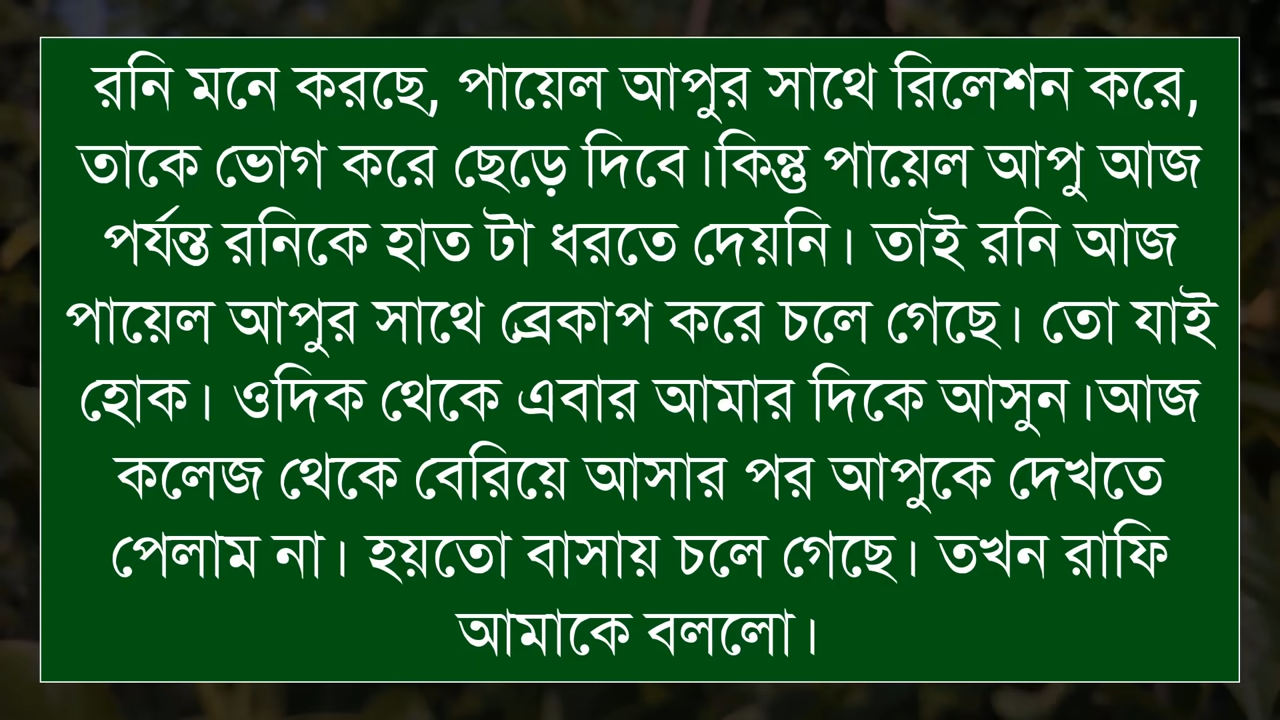 রনি মনে করছে, পায়েল আপুর সাথে রিলেশন করে,
তাকে ভোগ করে ছেড়ে দিবে।কিন্তু পায়েল আপু আজ
পর্যন্ত রনিকে হাত টা ধরতে দেয়নি। তাই রনি আজ
পায়েল আপুর সাথে ব্রেকাপ করে চলে গেছে। তো যাই
হোক। ওদিক থেকে এবার আমার দিকে আসুন।আজ
কলেজ থেকে বেরিয়ে আসার পর আপুকে দেখতে
পেলাম না। হয়তো বাসায় চলে গেছে। তখন রাফি
আমাকে বললো।